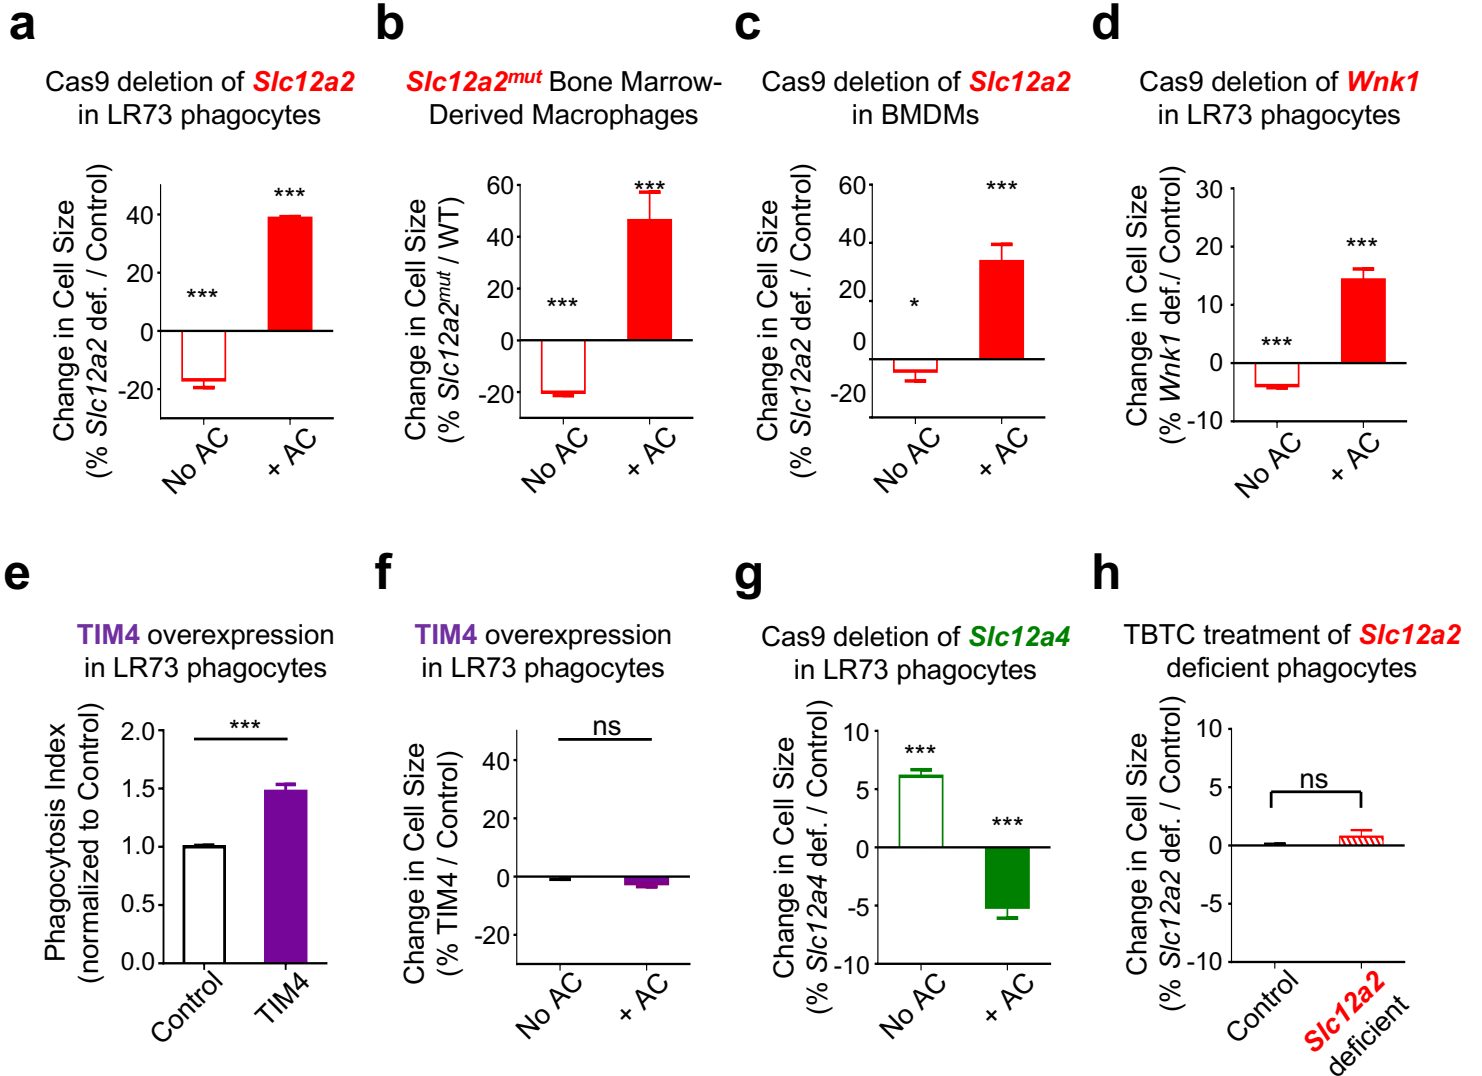 a
Cas9 deletion of Slc12a2
in LR73 phagocytes
Change in Cell Size
(% Slc12a2 def. / Control)
40
20
0
-20
***
***
No AC
+ AC
b
Slc12a2mut Bone Marrow-
Derived Macrophages
Change in Cell Size
(% Slc12a2mut / WT)
60
40
20
0
-20
***
***
No AC
+ AC
c
Cas9 deletion of Slc12a2
in BMDMs
Change in Cell Size
(% Slc12a2 def. / Control)
60
40
20
0
-20
*
***
No AC
+ AC
d
Cas9 deletion of Wnk1
in LR73 phagocytes
Change in Cell Size
(% Wnk1 def./ Control)
30
20
10
0
-10
***
***
No AC
+ AC
e
TIM4 overexpression
in LR73 phagocytes
Phagocytosis Index
(normalized to Control)
2.0
1.5
1.0
0.5
0.0
***
Control
TIM4
f
TIM4 overexpression
in LR73 phagocytes
Change in Cell Size
(% TIM4 / Control)
40
20
0
-20
ns
No AC
+ AC
g
Cas9 deletion of Slc12a4
in LR73 phagocytes
Change in Cell Size
(% Slc12a4 def. / Control)
10
5
0
-5
-10
***
***
No AC
+ AC
h
TBTC treatment of Slc12a2
deficient phagocytes
Change in Cell Size
(% Slc12a2 def. / Control)
10
5
0
-5
-10
ns
Control
Slc12a2
deficient